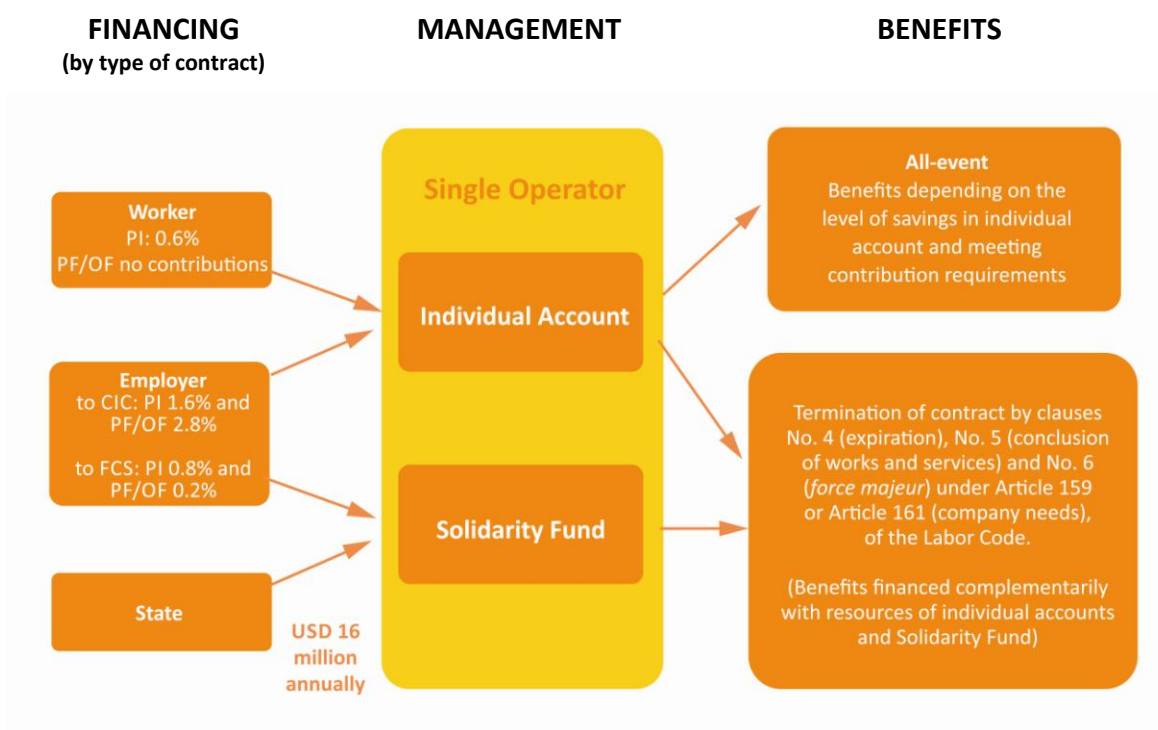 FINANCING
(by type of contract)
MANAGEMENT
BENEFITS
Worker
PI: 0.6%
PF/OF no contributions
Employer
to CIC: PI 1.6% and
PF/OF 2.8%
to FCS: PI 0.8% and
PF/OF 0.2%
State
USD 16
million
annually
Single Operator
Individual Account
Solidarity Fund
All-event
Benefits depending on the
level of savings in individual
account and meeting
contribution requirements
Termination of contract by clauses
No. 4 (expiration), No. 5 (conclusion
of works and services) and No. 6
(force majeur) under Article 159
or Article 161 (company needs),
of the Labor Code.
(Benefits financed complementarily
with resources of individual accounts
and Solidarity Fund)